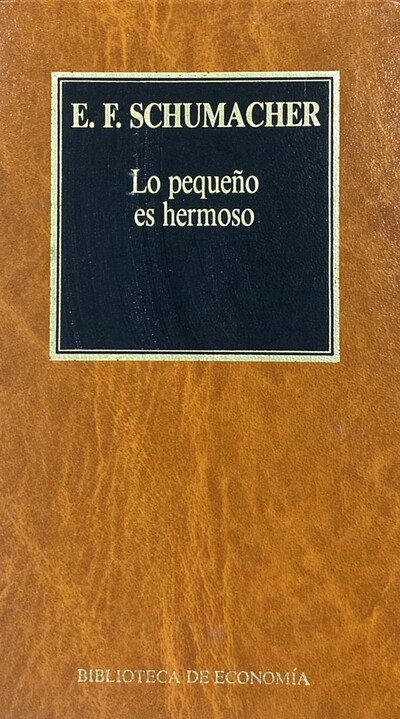 E. F. SCHUMACHER
Lo pequeño
es hermoso
BIBLIOTECA DE ECONOMÍA